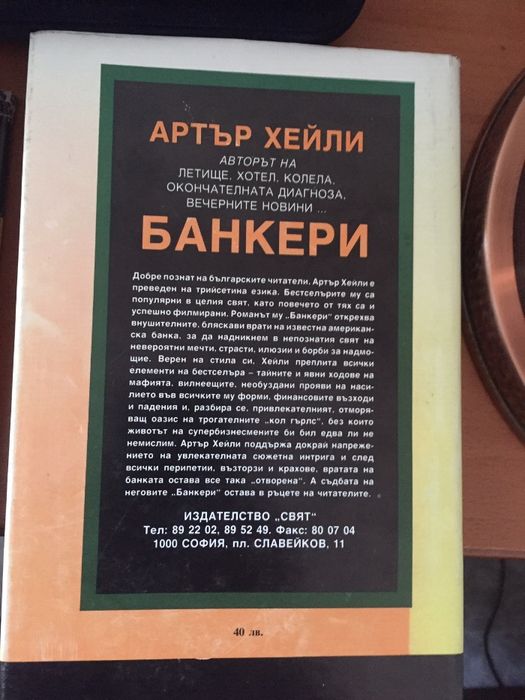 АРТЪР ХЕЙЛИ
АВТОРЪТ НА
ЛЕТИЩЕ, ХОТЕЛ, КОЛЕЛА,
ОКОНЧАТЕЛНАТА ДИАГНОЗА,
ВЕЧЕРНИТЕ НОВИНИ ...
БАНКЕРИ
Добре познат на българските читатели, Артър Хейли е
преведен на трийсетина езика. Бестселърите му са
популярни в целия свят, като повечето от тях са и
успешно филмирани. Романът му „Банкери" открехва
внушителните, бляскави врати на известна американ-
ска банка, за да надникнем в непознатия свят на
невероятни мечти, страсти, илюзии и борби за надмо-
щие. Верен на стила си, Хейли преплита всички
елементи на бестселъра – тайните и явни ходове на
мафията, вилнеещите, необуздани прояви на наси-
лието във всичките му форми, финансовите възходи
и падения и, разбира се, привлекателният, отморя-
ващ оазис на трогателните „кол гърлс", без които
животът на супербизнесмените би бил едва ли не
немислим. Артър Хейли поддържа докрай напреже-
нието на увлекателната сюжетна интрига и след
всички перипетии, възторзи и крахове, вратата на
банката остава все така „отворена". А съдбата на
неговите „Банкери" остава в ръцете на читателите.
ИЗДАТЕЛСТВО „СВЯТ"
Тел: 89 22 02, 89 52 49. Факс: 80 07 04
1000 СОФИЯ, пл. СЛАВЕЙКОВ, 11
40 лв.